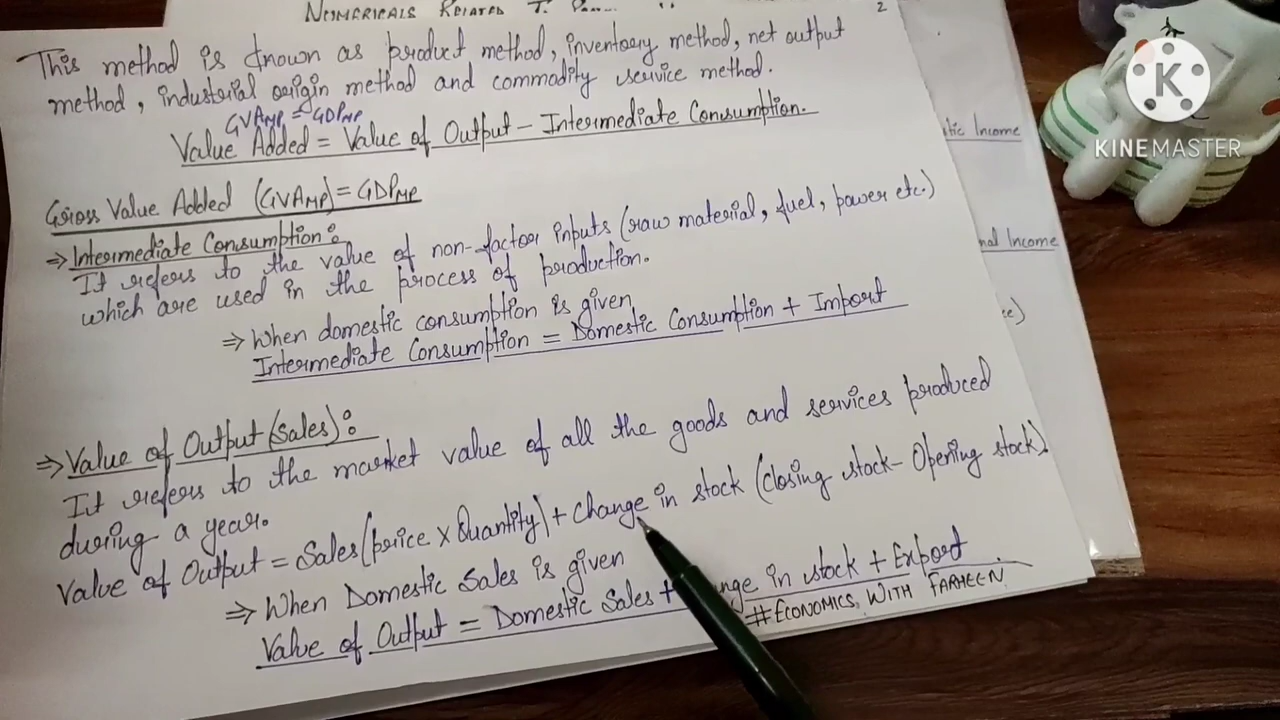 NUMERICALS RELATED T.
2
This method is known as product method, inventory method, net output
method, industrial origin method and commodity service method.
GVAMP = GDPMP
Value Added = Value of Output - Intermediate Consumption.
Gross Value Added (GVAMP) = GDPMP
⇒ Intermediate Consumption:
It refers to the value of non-factor inputs (raw material, fuel, power etc.)
which are used in the process of production.
⇒ When domestic consumption is given
Intermediate Consumption = Domestic Consumption + Import
⇒ Value of Output (Sales):
It refers to the market value of all the goods and services produced
during a year.
Value of Output = Sales (price × Quantity) + Change in stock (closing stock - Opening stock).
⇒ When Domestic Sales is given
Value of Output = Domestic Sales + nge in stock + Export
#ECONOMICS WITH FARHEEN
tic Income
nal Income
K
KINEMASTER